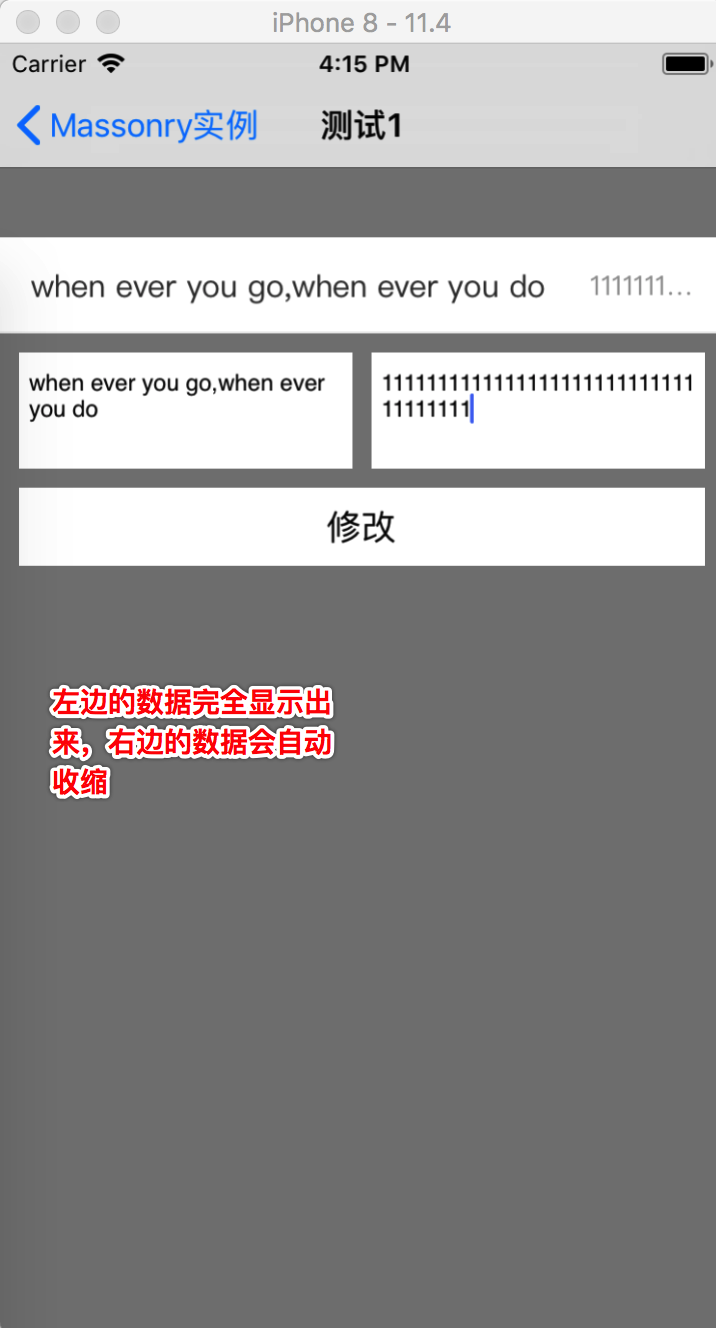 iPhone 8 - 11.4
Carrier 4:15 PM
Massonry实例 测试1
when ever you go,when ever you do 1111111…
when ever you go,when ever
you do
1111111111111111111111111111
11111111
修改
左边的数据完全显示出
来，右边的数据会自动
收缩